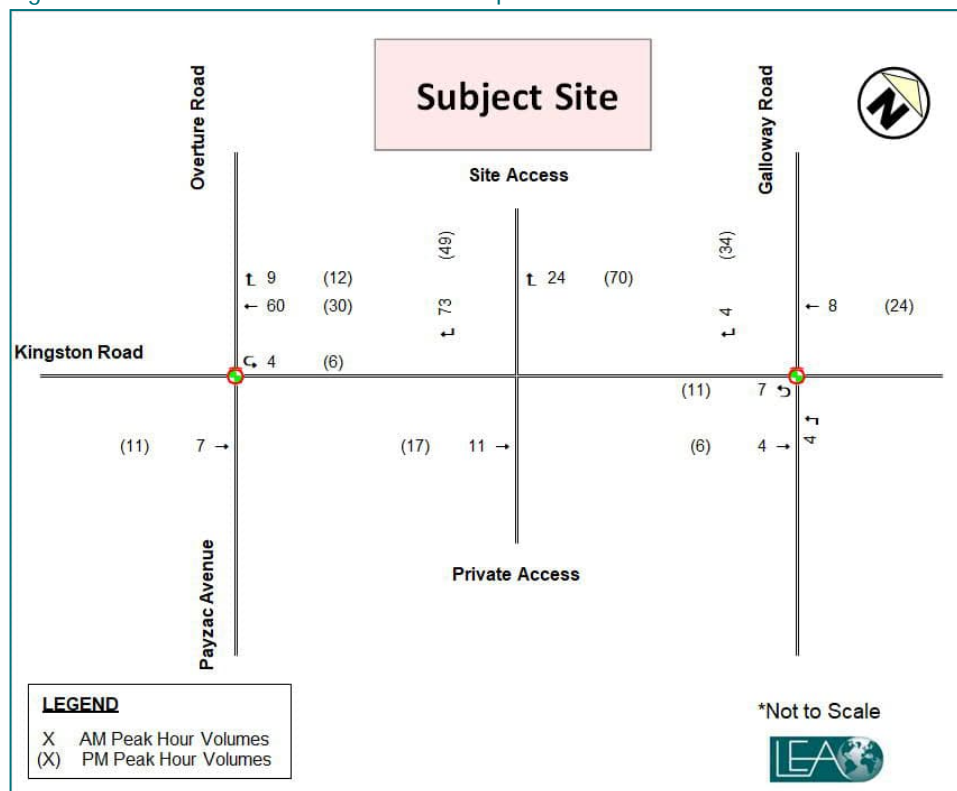 Subject Site
Overture Road
Galloway Road
N
Site Access
(49)
(34)
9 (12)
24 (70)
60 (30)
73
4
8 (24)
Kingston Road
4 (6)
(11) 7
4
(11) 7
(17) 11
(6) 4
Payzac Avenue
Private Access
LEGEND
X AM Peak Hour Volumes
(X) PM Peak Hour Volumes
*Not to Scale
LEA